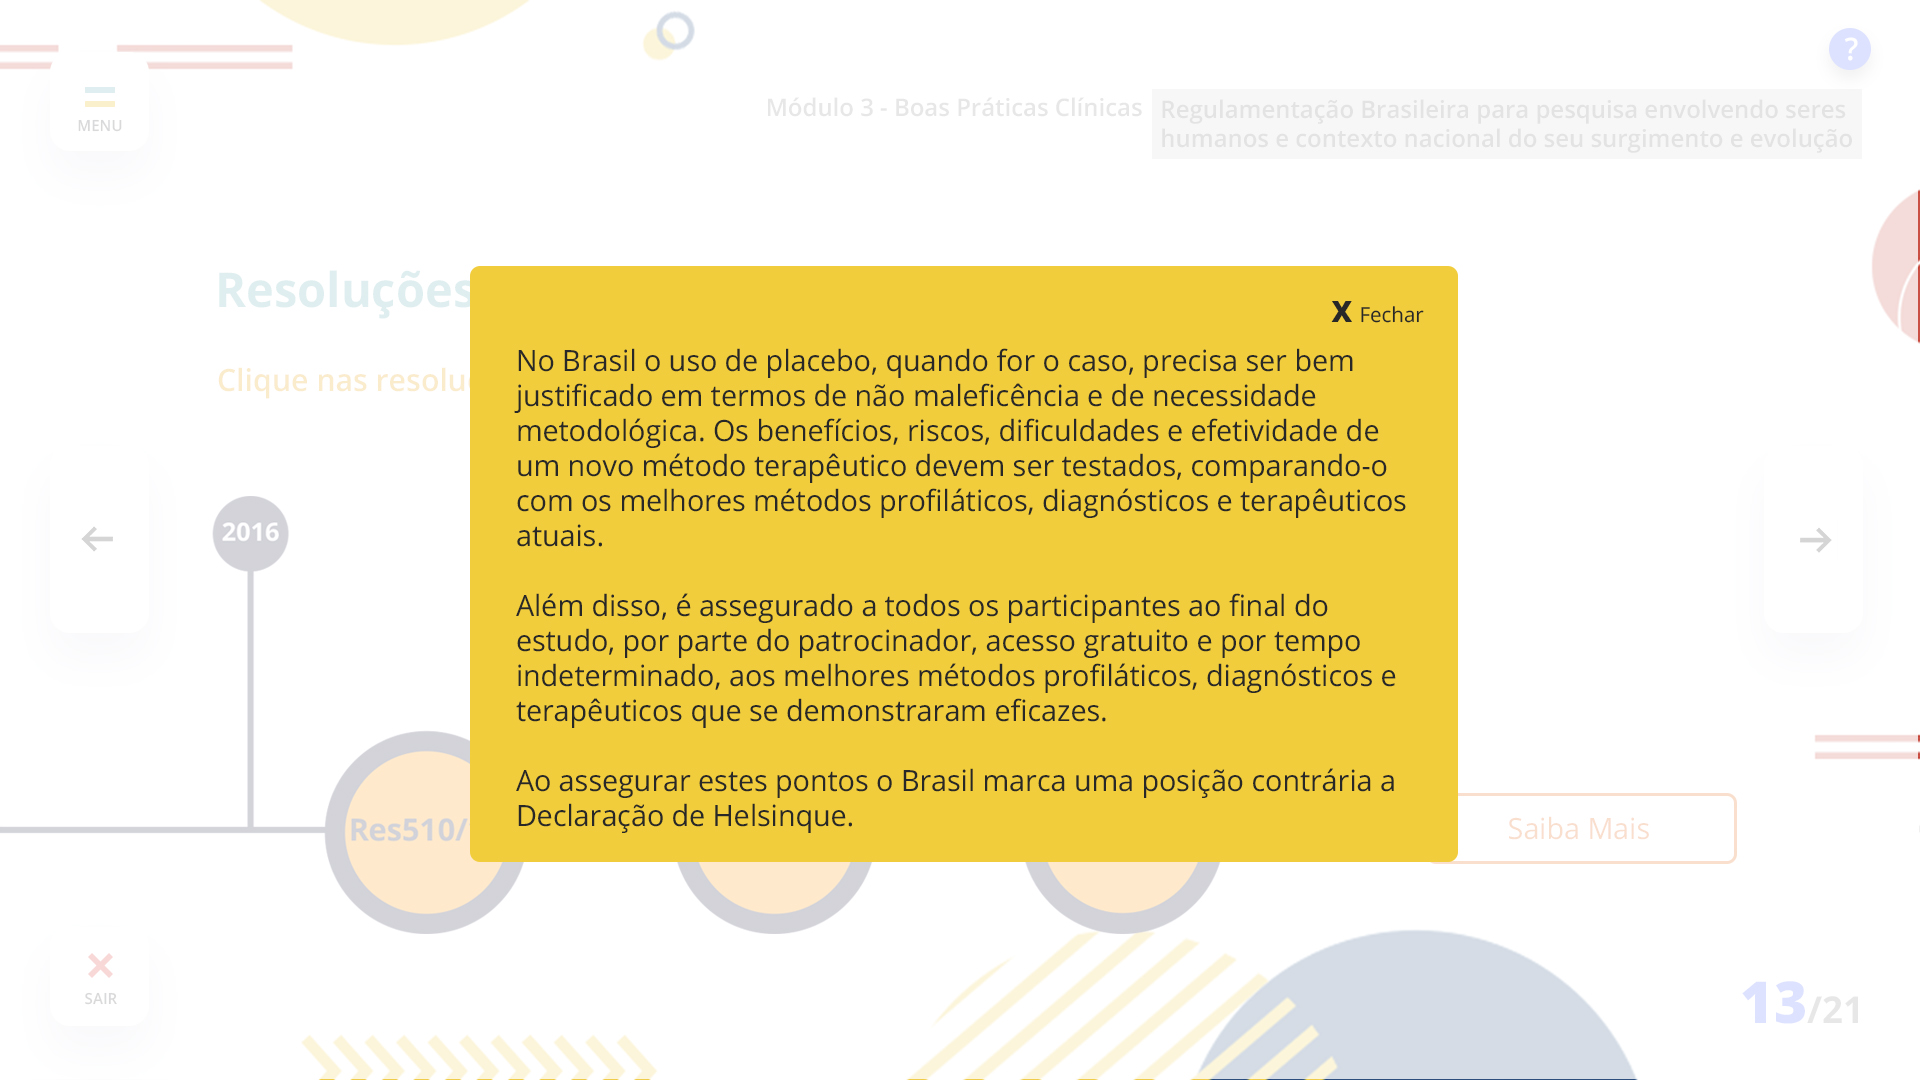 ?
MENU
Módulo 3 - Boas Práticas Clínicas
Regulamentação Brasileira para pesquisa envolvendo seres
humanos e contexto nacional do seu surgimento e evolução
Resoluções
Clique nas
X Fechar
No Brasil o uso de placebo, quando for o caso, precisa ser bem
justificado em termos de não maleficência e de necessidade
metodológica. Os benefícios, riscos, dificuldades e efetividade de
um novo método terapêutico devem ser testados, comparando-o
com os melhores métodos profiláticos, diagnósticos e terapêuticos
atuais.
Além disso, é assegurado a todos os participantes ao final do
estudo, por parte do patrocinador, acesso gratuito e por tempo
indeterminado, aos melhores métodos profiláticos, diagnósticos e
terapêuticos que se demonstraram eficazes.
Ao assegurar estes pontos o Brasil marca uma posição contrária a
Declaração de Helsinque.
2016
Res510/
Saiba Mais
SAIR
13/21